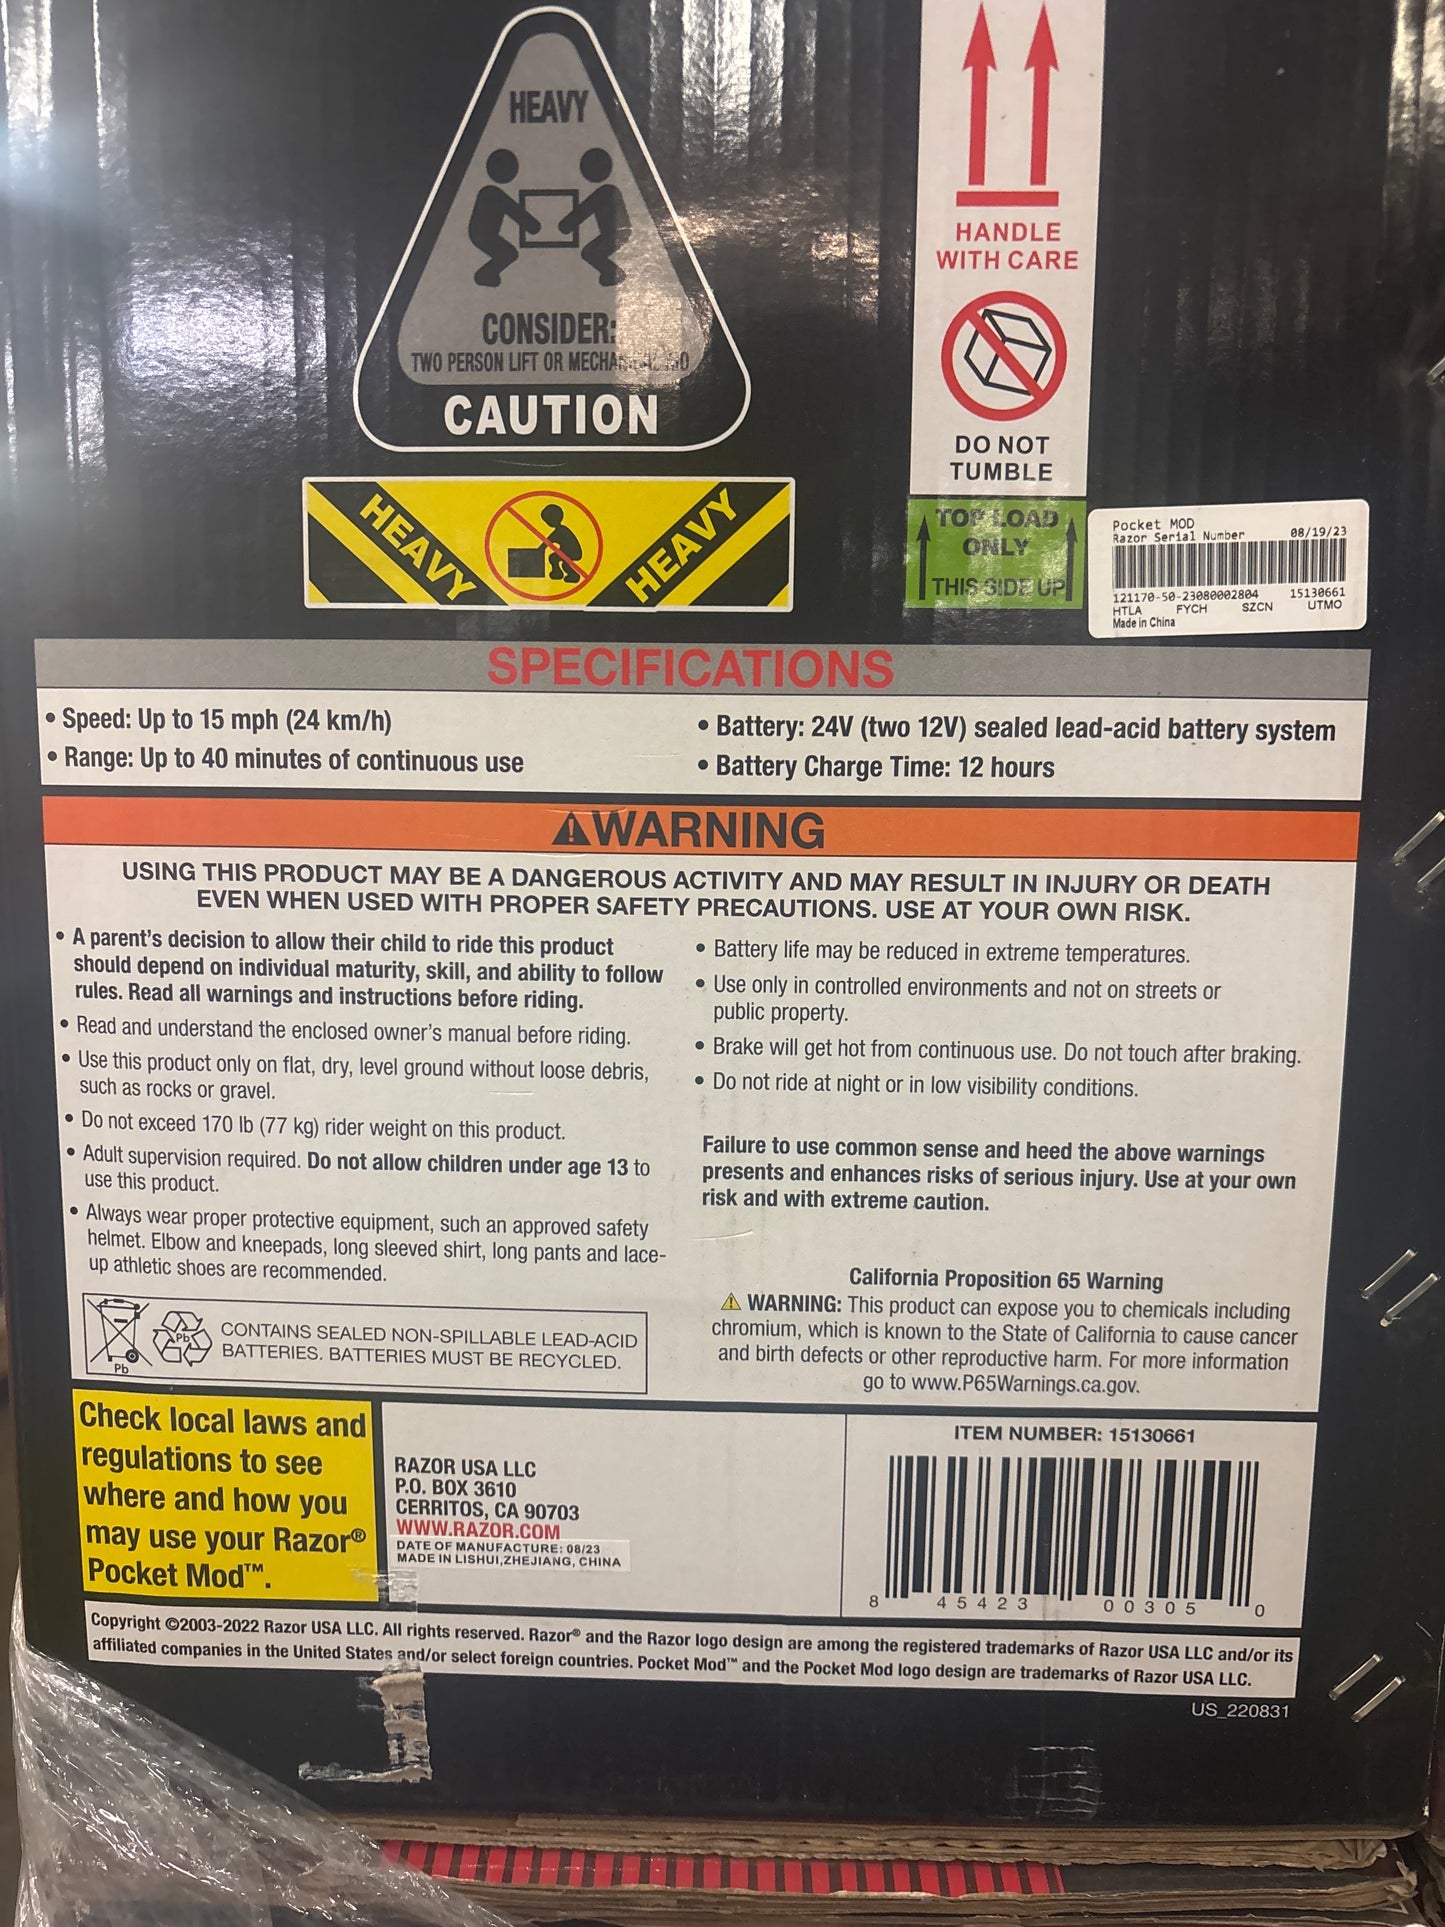 HEAVY
CONSIDER:
TWO PERSON LIFT OR
CAUTION
HANDLE
WITH CARE
DO NOT
TUMBLE
TOP LOAD
ONLY
THIS SIDE UP
HEAVY
HEAVY
Pocket MOD
Razor Serial Number 08/19/23
121170-50-23080002804 15130661
HTLA FYCH SZCN UTMO
Made in China
SPECIFICATIONS
• Speed: Up to 15 mph (24 km/h)
• Range: Up to 40 minutes of continuous use
• Battery: 24V (two 12V) sealed lead-acid battery system
• Battery Charge Time: 12 hours
⚠WARNING
USING THIS PRODUCT MAY BE A DANGEROUS ACTIVITY AND MAY RESULT IN INJURY OR DEATH
EVEN WHEN USED WITH PROPER SAFETY PRECAUTIONS. USE AT YOUR OWN RISK.
• A parent's decision to allow their child to ride this product
should depend on individual maturity, skill, and ability to follow
rules. Read all warnings and instructions before riding.
• Read and understand the enclosed owner's manual before riding.
• Use this product only on flat, dry, level ground without loose debris,
such as rocks or gravel.
• Do not exceed 170 lb (77 kg) rider weight on this product.
• Adult supervision required. Do not allow children under age 13 to
use this product.
• Always wear proper protective equipment, such an approved safety
helmet. Elbow and kneepads, long sleeved shirt, long pants and lace-
up athletic shoes are recommended.
• Battery life may be reduced in extreme temperatures.
• Use only in controlled environments and not on streets or
public property.
• Brake will get hot from continuous use. Do not touch after braking.
• Do not ride at night or in low visibility conditions.
Failure to use common sense and heed the above warnings
presents and enhances risks of serious injury. Use at your own
risk and with extreme caution.
California Proposition 65 Warning
⚠ WARNING: This product can expose you to chemicals including
chromium, which is known to the State of California to cause cancer
and birth defects or other reproductive harm. For more information
go to www.P65Warnings.ca.gov.
Pb
Pb
CONTAINS SEALED NON-SPILLABLE LEAD-ACID
BATTERIES. BATTERIES MUST BE RECYCLED.
Check local laws and
regulations to see
where and how you
may use your Razor®
Pocket Mod™.
RAZOR USA LLC
P.O. BOX 3610
CERRITOS, CA 90703
WWW.RAZOR.COM
DATE OF MANUFACTURE: 08/23
MADE IN LISHUI,ZHEJIANG, CHINA
ITEM NUMBER: 15130661
8 45423 00305 0
Copyright ©2003-2022 Razor USA LLC. All rights reserved. Razor® and the Razor logo design are among the registered trademarks of Razor USA LLC and/or its
affiliated companies in the United States and/or select foreign countries. Pocket Mod™ and the Pocket Mod logo design are trademarks of Razor USA LLC.
US_220831